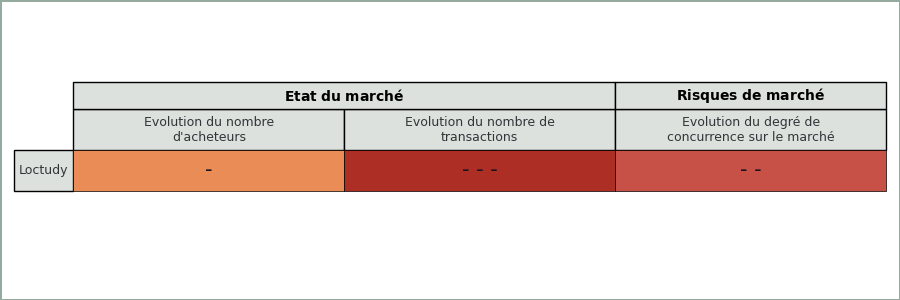 Etat du marché
Risques de marché
Evolution du nombre
d'acheteurs
Evolution du nombre de
transactions
Evolution du degré de
concurrence sur le marché
Loctudy
–
– – –
– –